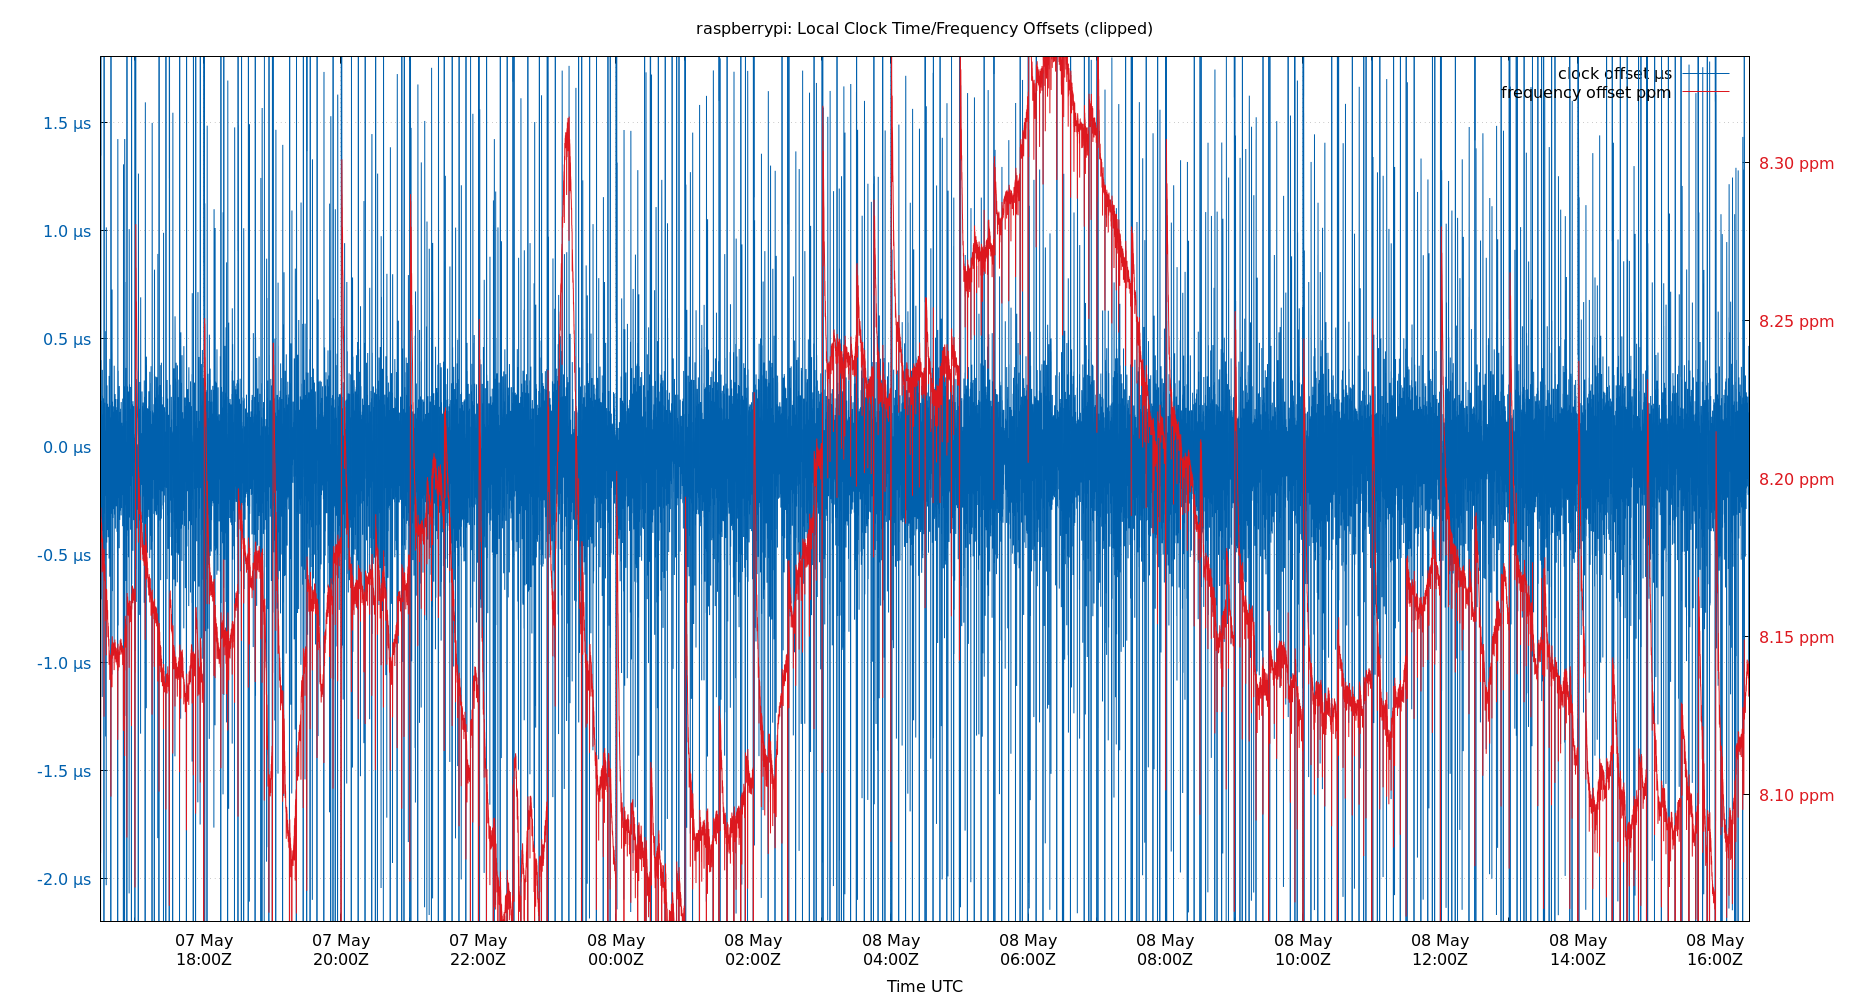 raspberrypi: Local Clock Time/Frequency Offsets (clipped)
clock offset µs
frequency offset ppm
1.5 µs
1.0 µs
0.5 µs
0.0 µs
-0.5 µs
-1.0 µs
-1.5 µs
-2.0 µs
8.30 ppm
8.25 ppm
8.20 ppm
8.15 ppm
8.10 ppm
07 May 07 May 07 May 08 May 08 May 08 May 08 May 08 May 08 May 08 May 08 May 08 May
18:00Z 20:00Z 22:00Z 00:00Z 02:00Z 04:00Z 06:00Z 08:00Z 10:00Z 12:00Z 14:00Z 16:00Z
Time UTC